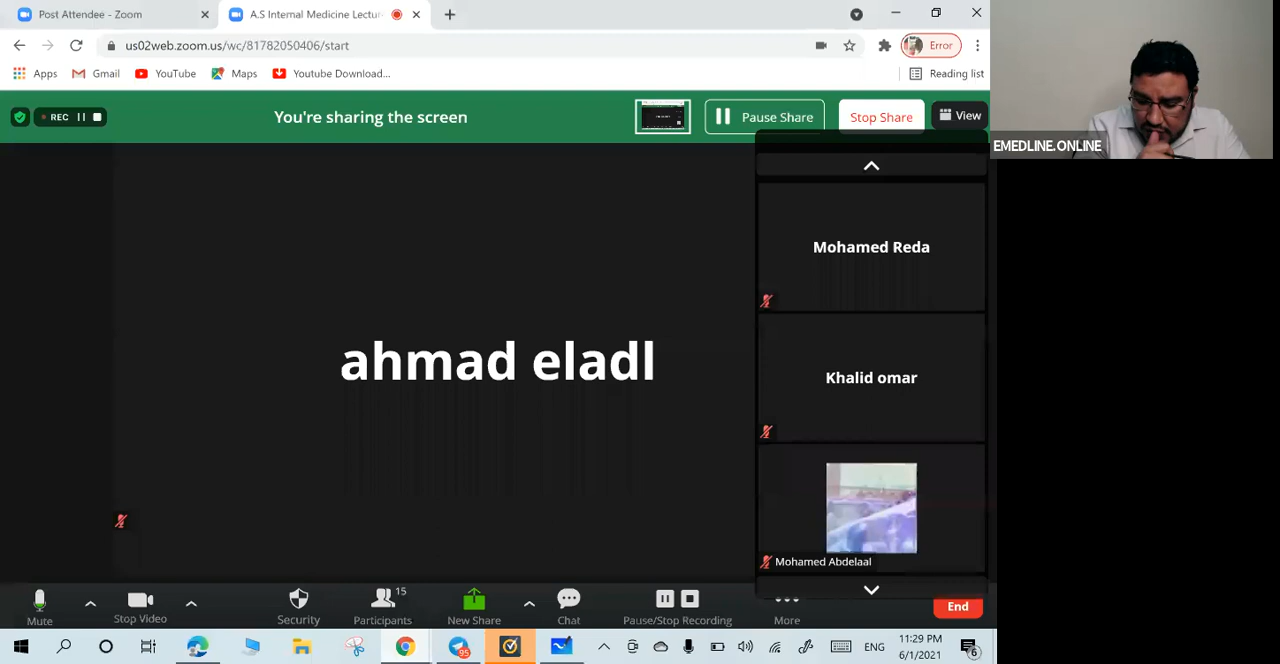 Post Attendee - Zoom
A.S Internal Medicine Lectur
us02web.zoom.us/wc/81782050406/start
Error
Apps
Gmail
YouTube
Maps
Youtube Download...
Reading list
REC
You're sharing the screen
Pause Share
Stop Share
View
EMEDLINE.ONLINE
Mohamed Reda
Khalid omar
ahmad eladl
Mohamed Abdelaal
Mute
Stop Video
Security
15
Participants
New Share
Chat
Pause/Stop Recording
More
End
95
ENG
11:29 PM
6/1/2021
6